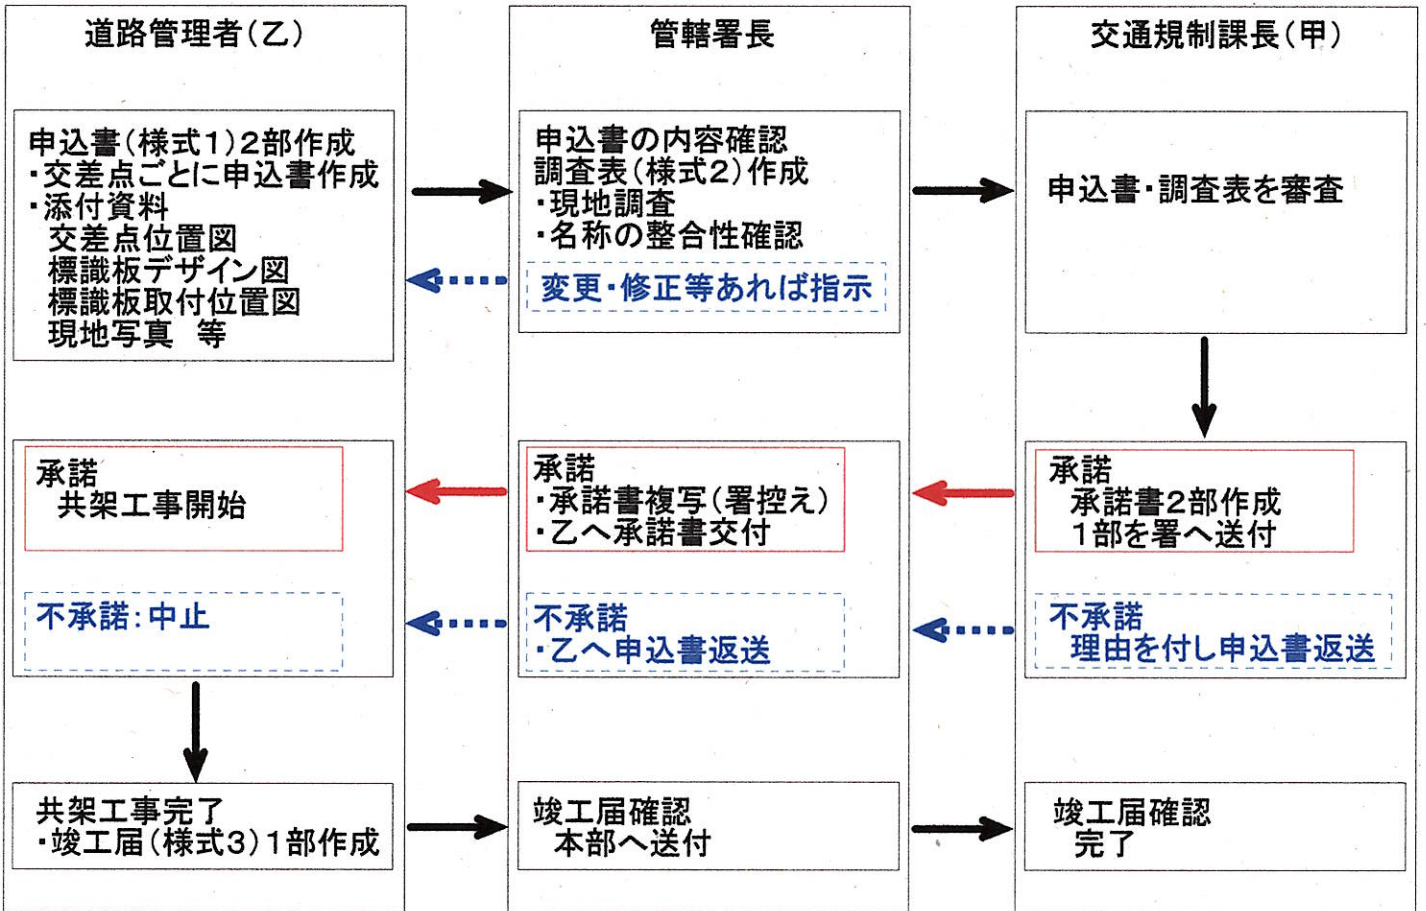 道路管理者(乙)
管轄署長
交通規制課長(甲)
申込書(様式1)2部作成
・交差点ごとに申込書作成
・添付資料
交差点位置図
標識板デザイン図
標識板取付位置図
現地写真 等
申込書の内容確認
調査表(様式2)作成
・現地調査
・名称の整合性確認
変更・修正等あれば指示
申込書・調査表を審査
承諾
共架工事開始
不承諾:中止
承諾
・承諾書複写(署控え)
・乙へ承諾書交付
不承諾
・乙へ申込書返送
承諾
承諾書2部作成
1部を署へ送付
不承諾
理由を付し申込書返送
共架工事完了
・竣工届(様式3)1部作成
竣工届確認
本部へ送付
竣工届確認
完了